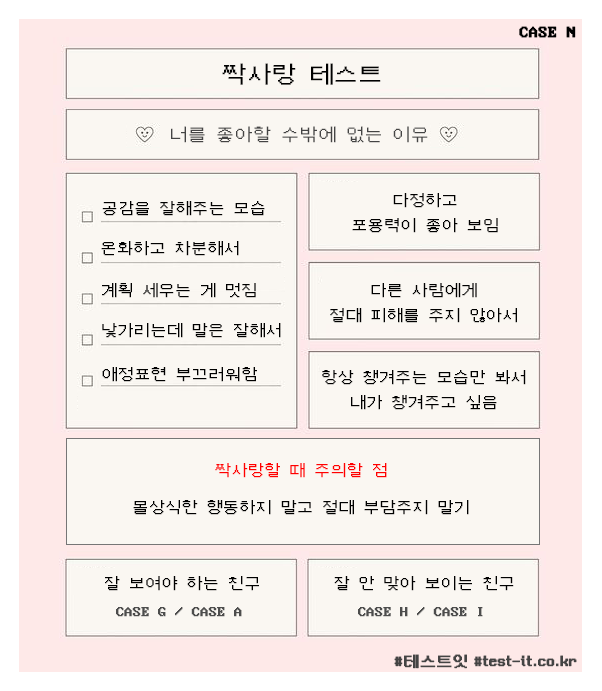 CASE N
짝사랑 테스트
너를 좋아할 수밖에 없는 이유
공감을 잘해주는 모습
온화하고 차분해서
계획 세우는 게 멋짐
낯가리는데 말은 잘해서
애정표현 부끄러워함
다정하고
포용력이 좋아 보임
다른 사람에게
절대 피해를 주지 않아서
항상 챙겨주는 모습만 봐서
내가 챙겨주고 싶음
짝사랑할 때 주의할 점
몰상식한 행동하지 말고 절대 부담주지 말기
잘 보여야 하는 친구
CASE G / CASE A
잘 안 맞아 보이는 친구
CASE H / CASE I
#테스트잇 #test-it.co.kr